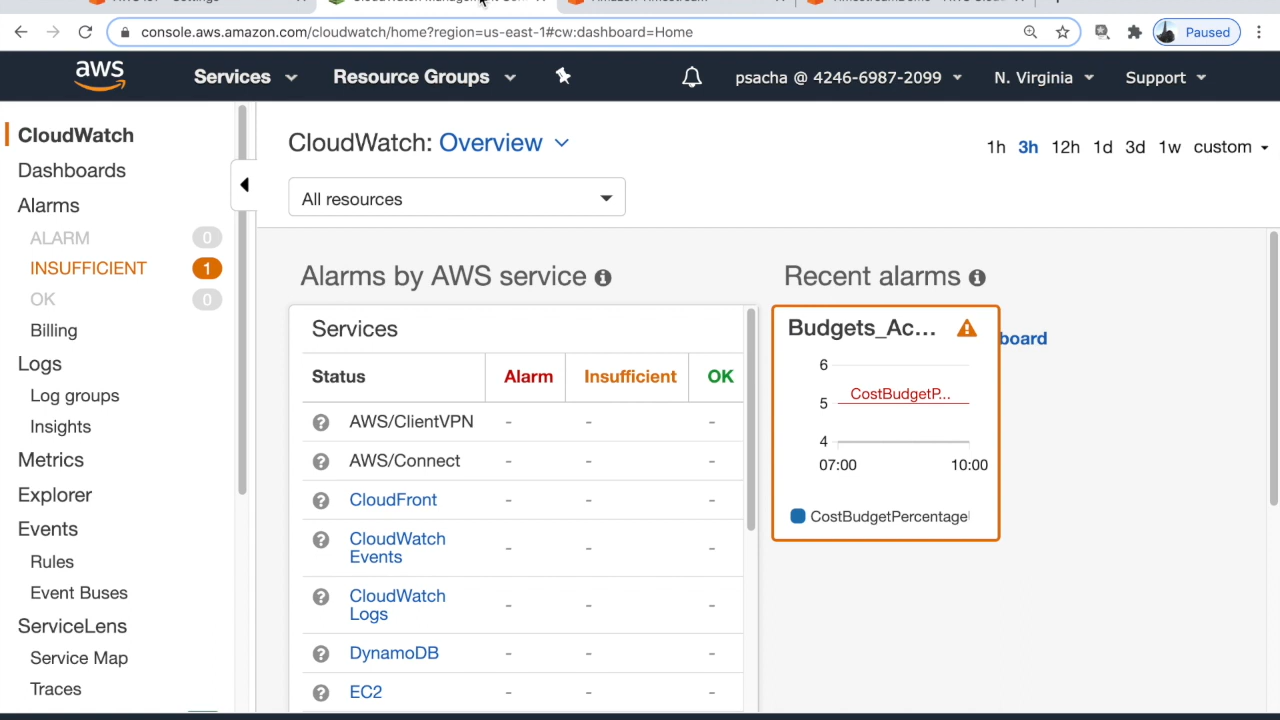 console.aws.amazon.com/cloudwatch/home?region=us-east-1#cw:dashboard=Home
Paused
aws
Services
Resource Groups
psacha @ 4246-6987-2099
N. Virginia
Support
CloudWatch
Dashboards
Alarms
ALARM 0
INSUFFICIENT 1
OK 0
Billing
Logs
Log groups
Insights
Metrics
Explorer
Events
Rules
Event Buses
ServiceLens
Service Map
Traces
CloudWatch: Overview
1h 3h 12h 1d 3d 1w custom
All resources
Alarms by AWS service
Services
Status Alarm Insufficient OK
AWS/ClientVPN - - -
AWS/Connect - - -
CloudFront - - -
CloudWatch
Events - - -
CloudWatch
Logs - - -
DynamoDB - - -
EC2 - - -
Recent alarms
Budgets_Ac...
board
6
CostBudgetP...
5
4
07:00 10:00
CostBudgetPercentage